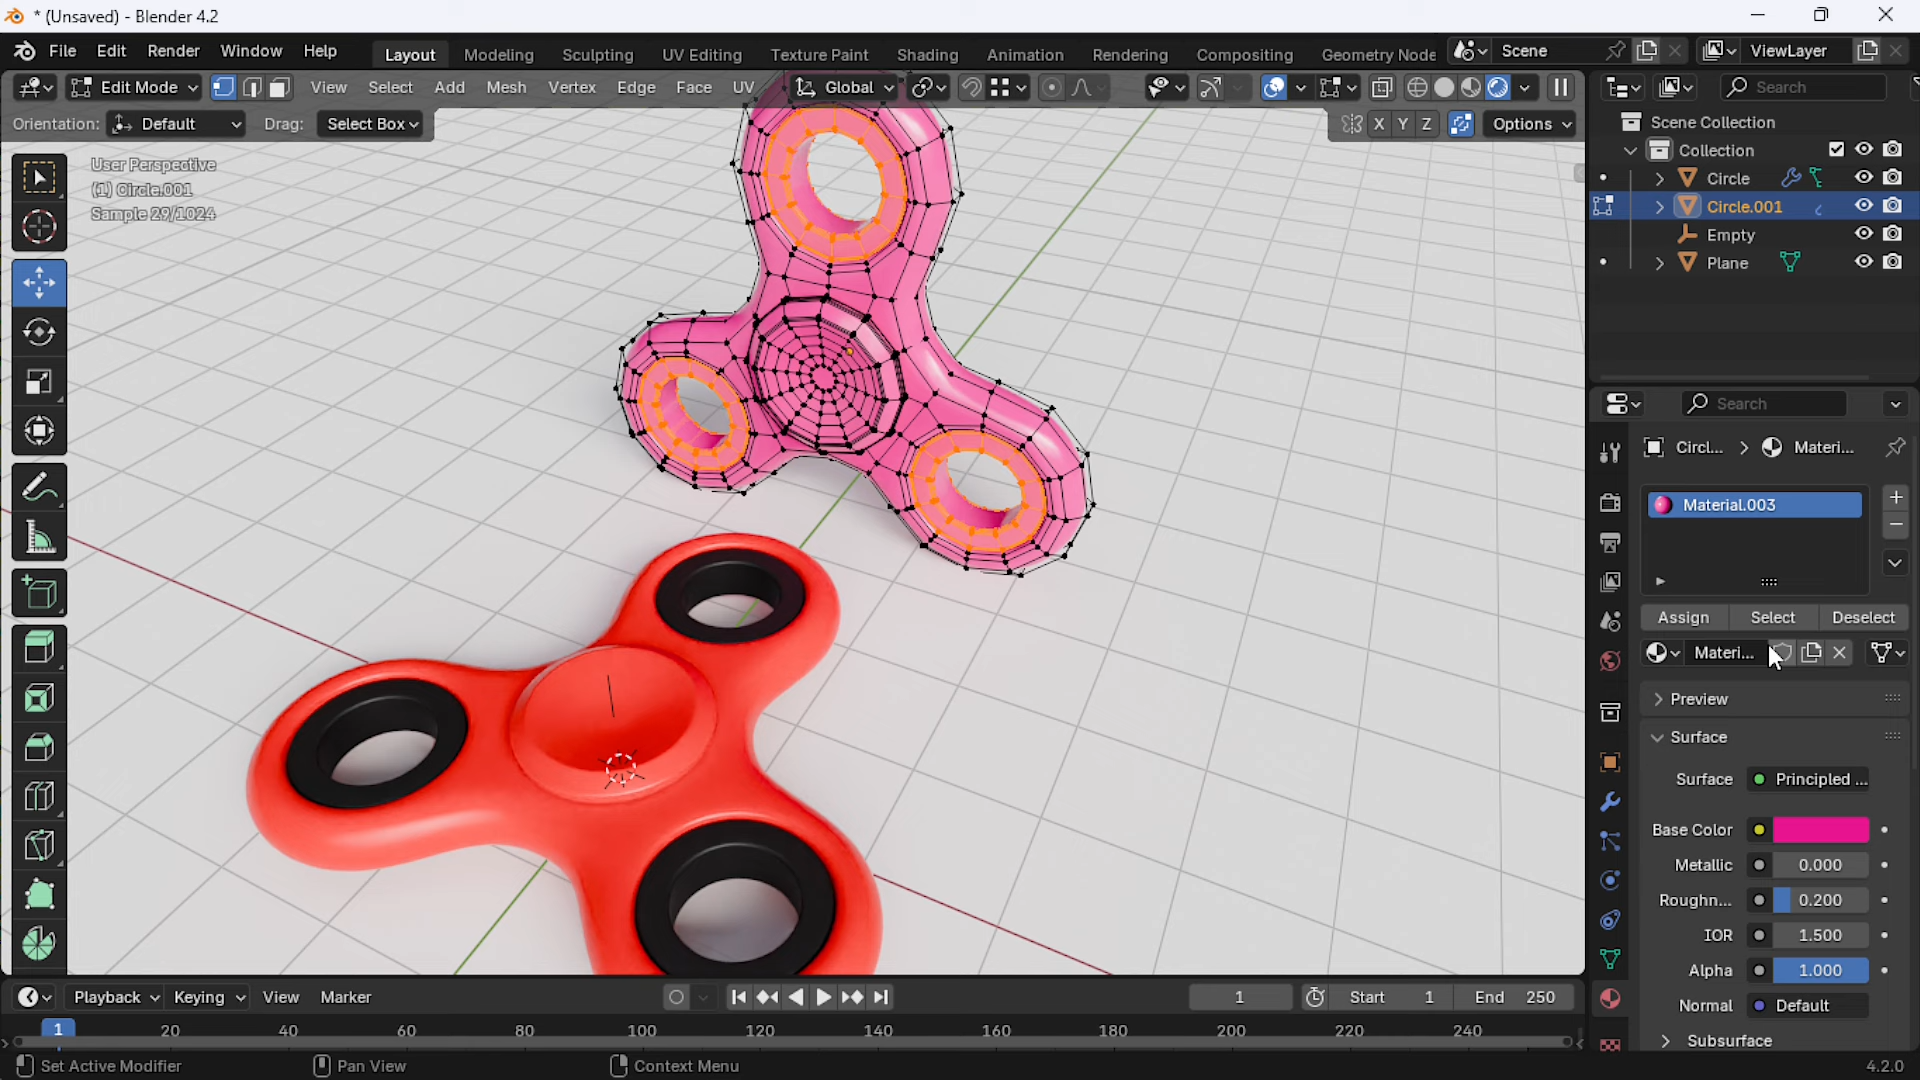 * (Unsaved) - Blender 4.2
File Edit Render Window Help Layout Modeling Sculpting UV Editing Texture Paint Shading Animation Rendering Compositing Geometry Node Scene ViewLayer
Edit Mode View Select Add Mesh Vertex Edge Face UV Global Search
Orientation: Default Drag: Select Box X Y Z Options
Scene Collection
Collection
Circle
Circle.001
Empty
Plane
User Perspective
(1) Circle.001
Sample 29/1024
Search
Circl... Materi...
Material.003
Assign Select Deselect
Materi...
Preview
Surface
Surface Principled ...
Base Color
Metallic 0.000
Roughn... 0.200
IOR 1.500
Alpha 1.000
Normal Default
Subsurface
Playback Keying View Marker 1 Start 1 End 250
1 20 40 60 80 100 120 140 160 180 200 220 240
Set Active Modifier Pan View Context Menu 4.2.0